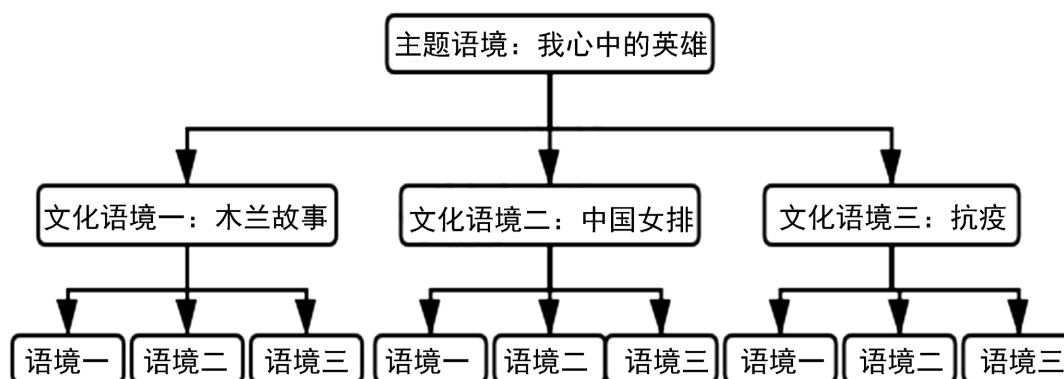 主题语境：我心中的英雄
文化语境一：木兰故事
文化语境二：中国女排
文化语境三：抗疫
语境一
语境二
语境三
语境一
语境二
语境三
语境一
语境二
语境三